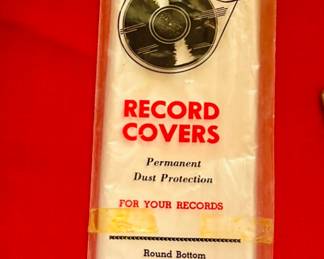 RECORD
COVERS
Permanent
Dust Protection
FOR YOUR RECORDS
Round Bottom